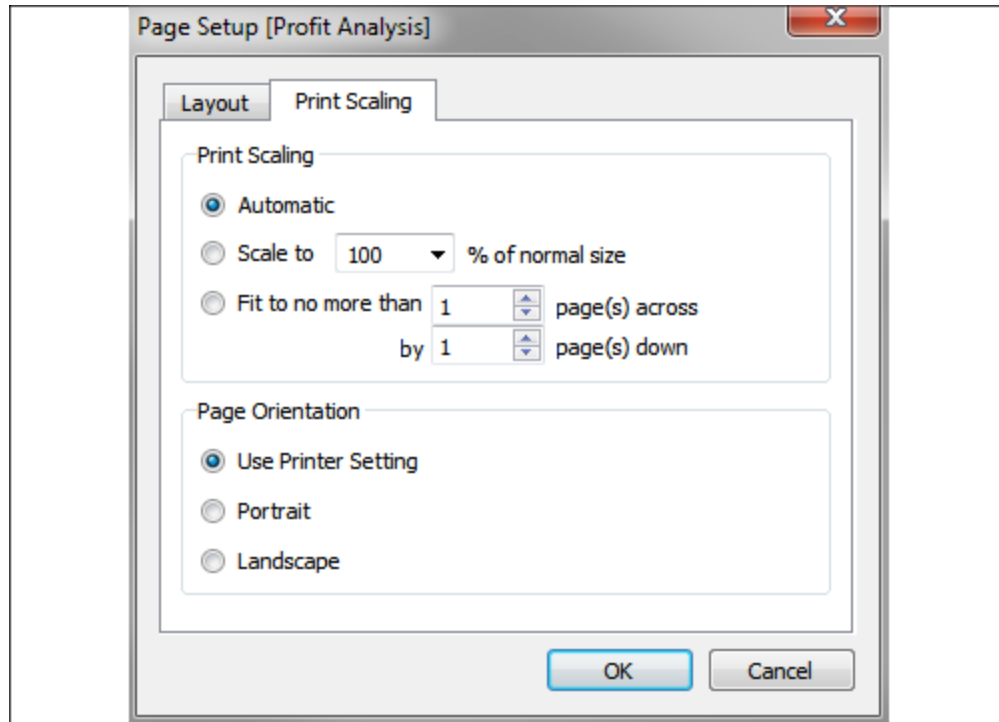 Page Setup [Profit Analysis]
Layout Print Scaling
Print Scaling
Automatic
Scale to 100 % of normal size
Fit to no more than 1 page(s) across
by 1 page(s) down
Page Orientation
Use Printer Setting
Portrait
Landscape
OK Cancel